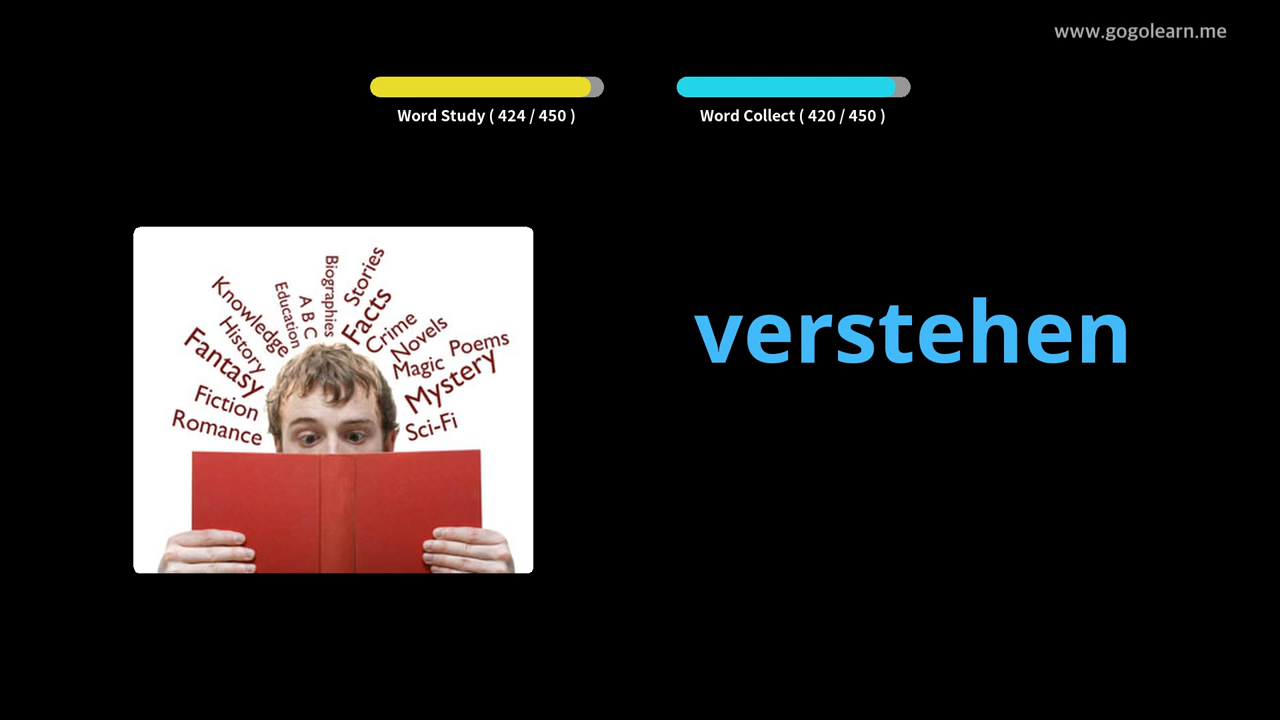 www.gogolearn.me
Word Study ( 424 / 450 )
Word Collect ( 420 / 450 )
Biographies
Stories
Education
A B C
Facts
Knowledge
Crime
Novels
History
Poems
Fantasy
Magic
Mystery
Fiction
Romance
Sci-Fi
verstehen